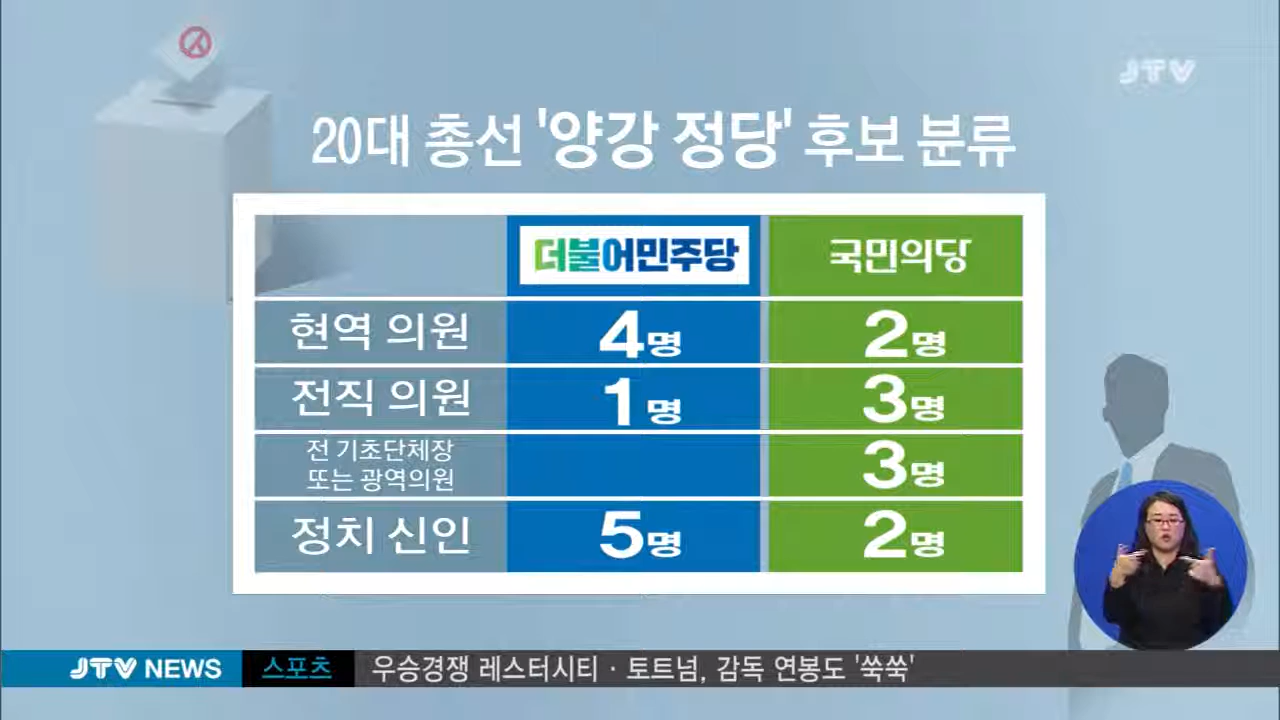 JTV
20대 총선 '양강 정당' 후보 분류
더불어민주당 국민의당
현역 의원 4명 2명
전직 의원 1명 3명
전 기초단체장
또는 광역의원 3명
정치 신인 5명 2명
JTV NEWS 스포츠 우승경쟁 레스터시티·토트넘, 감독 연봉도 '쑥쑥'